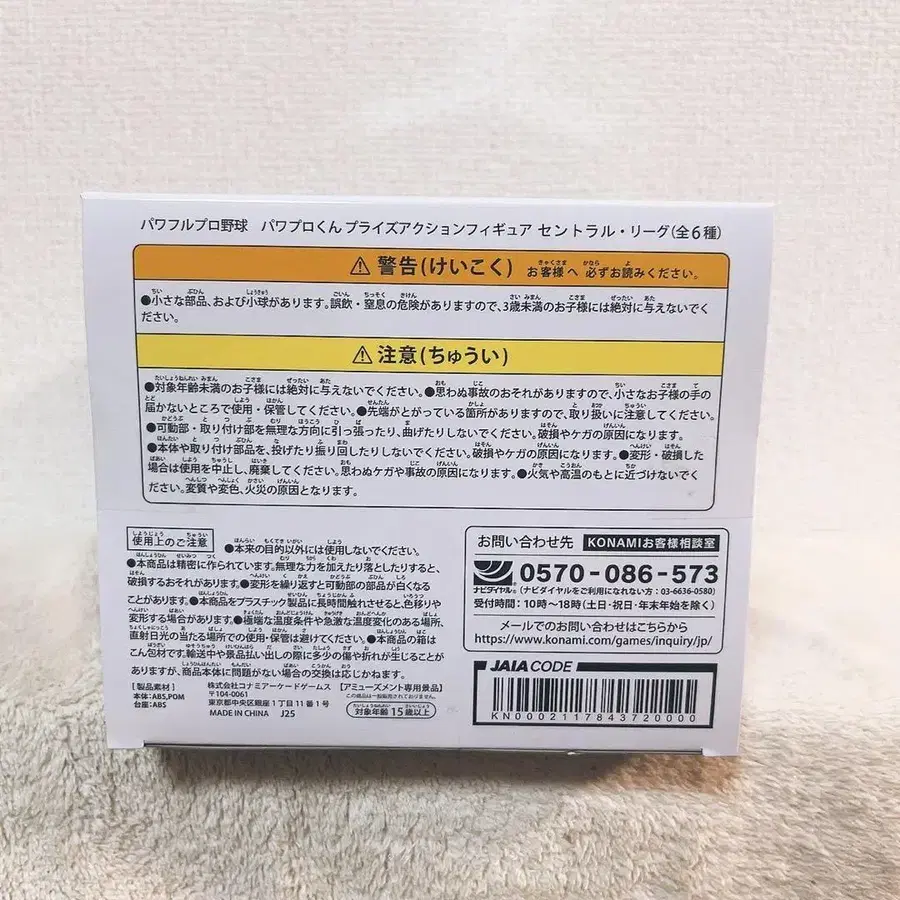 パワフルプロ野球 パワプロくん プライズアクションフィギュア セントラル・リーグ(全6種)
⚠ 警告(けいこく) お客様へ 必ずお読みください。
●小さな部品、および小球があります。誤飲・窒息の危険がありますので、3歳未満のお子様には絶対に与えないでく
ださい。
⚠ 注意(ちゅうい)
●対象年齢未満のお子様には絶対に与えないでください。●思わぬ事故のおそれがありますので、小さなお子様の手の
届かないところで使用・保管してください。●先端がとがっている箇所がありますので、取り扱いに注意してください。
●可動部・取り付け部を無理な方向に引っ張ったり、曲げたりしないでください。破損やケガの原因になります。
●本体や取り付け部品を、投げたり振り回したりしないでください。破損やケガの原因になります。●変形・破損した
場合は使用を中止し、廃棄してください。思わぬケガや事故の原因になります。●火気や高温のもとに近づけないでく
ださい。変質や変色、火災の原因となります。
使用上のご注意 ●本来の目的以外には使用しないでください。
●本商品は精密に作られています。無理な力を加えたり落としたりすると、
破損するおそれがあります。●変形を繰り返すと可動部の部品が白くなる
ことがあります。●本商品をプラスチック製品に長時間触れさせると、色移りや
変形する場合があります。●極端な温度条件や急激な温度変化のある場所、
直射日光の当たる場所での使用・保管は避けてください。●本商品の箱は
こん包材です。輸送中や景品払い出しの際に多少の傷や折れが生じることが
ありますが、商品本体に問題がない場合の交換は応じかねます。
[製品素材]
本体:ABS,POM
台座:ABS
株式会社コナミアーケードゲームス
〒104-0061
東京都中央区銀座1丁目11番1号
MADE IN CHINA J25
[アミューズメント専用景品]
この商品は一般販売されておりません。
対象年齢15歳以上
お問い合わせ先 KONAMIお客様相談室
ナビダイヤル® 0570-086-573
(ナビダイヤルをご利用になれない方:03-6636-0580)
受付時間:10時~18時(土日・祝日・年末年始を除く)
メールでのお問い合わせはこちらから
https://www.konami.com/games/inquiry/jp/
JAIA CODE
KN0002117843720000